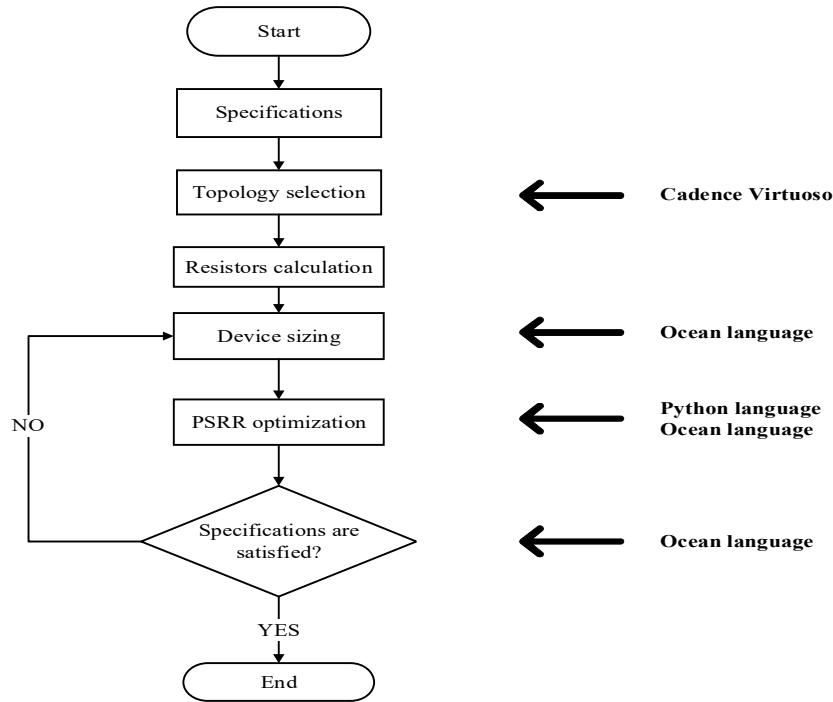 Start
Specifications
Topology selection
Cadence Virtuoso
Resistors calculation
Device sizing
Ocean language
PSRR optimization
Python language
Ocean language
NO
Specifications are
satisfied?
Ocean language
YES
End